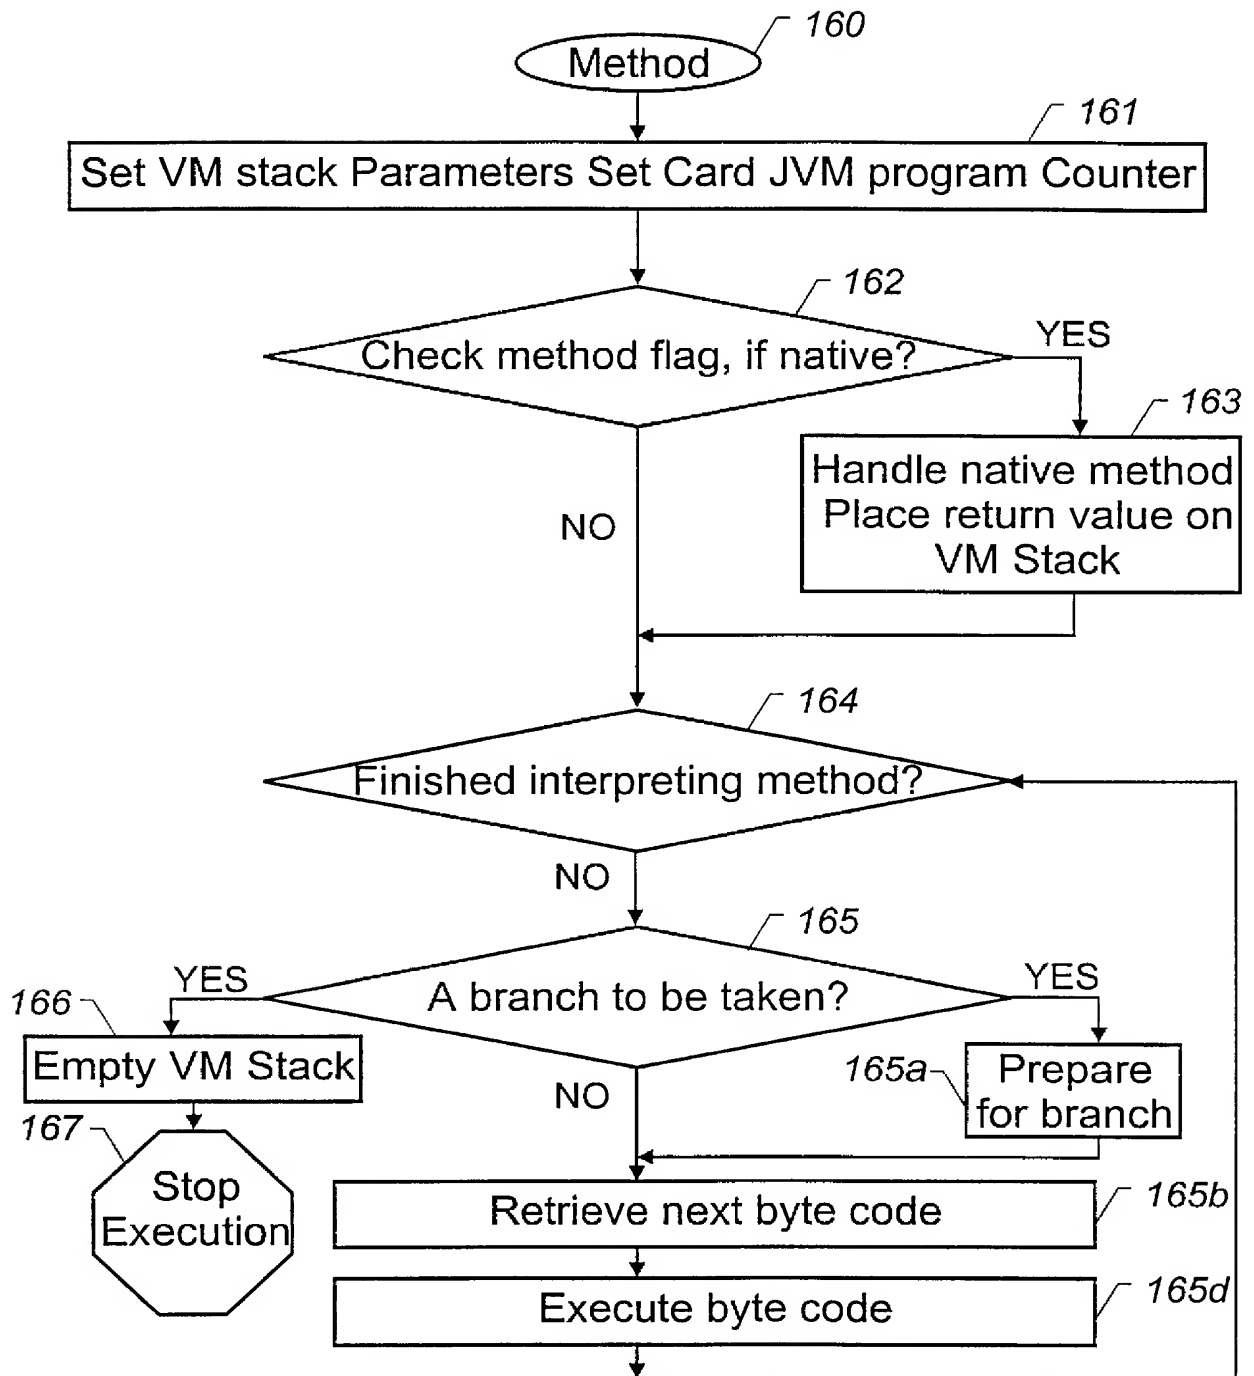 160
Method
161
Set VM stack Parameters Set Card JVM program Counter
162
Check method flag, if native?
YES
163
Handle native method
Place return value on
VM Stack
NO
164
Finished interpreting method?
NO
165
A branch to be taken?
YES
YES
166
Empty VM Stack
165a
Prepare
for branch
NO
167
Stop
Execution
Retrieve next byte code
165b
Execute byte code
165d